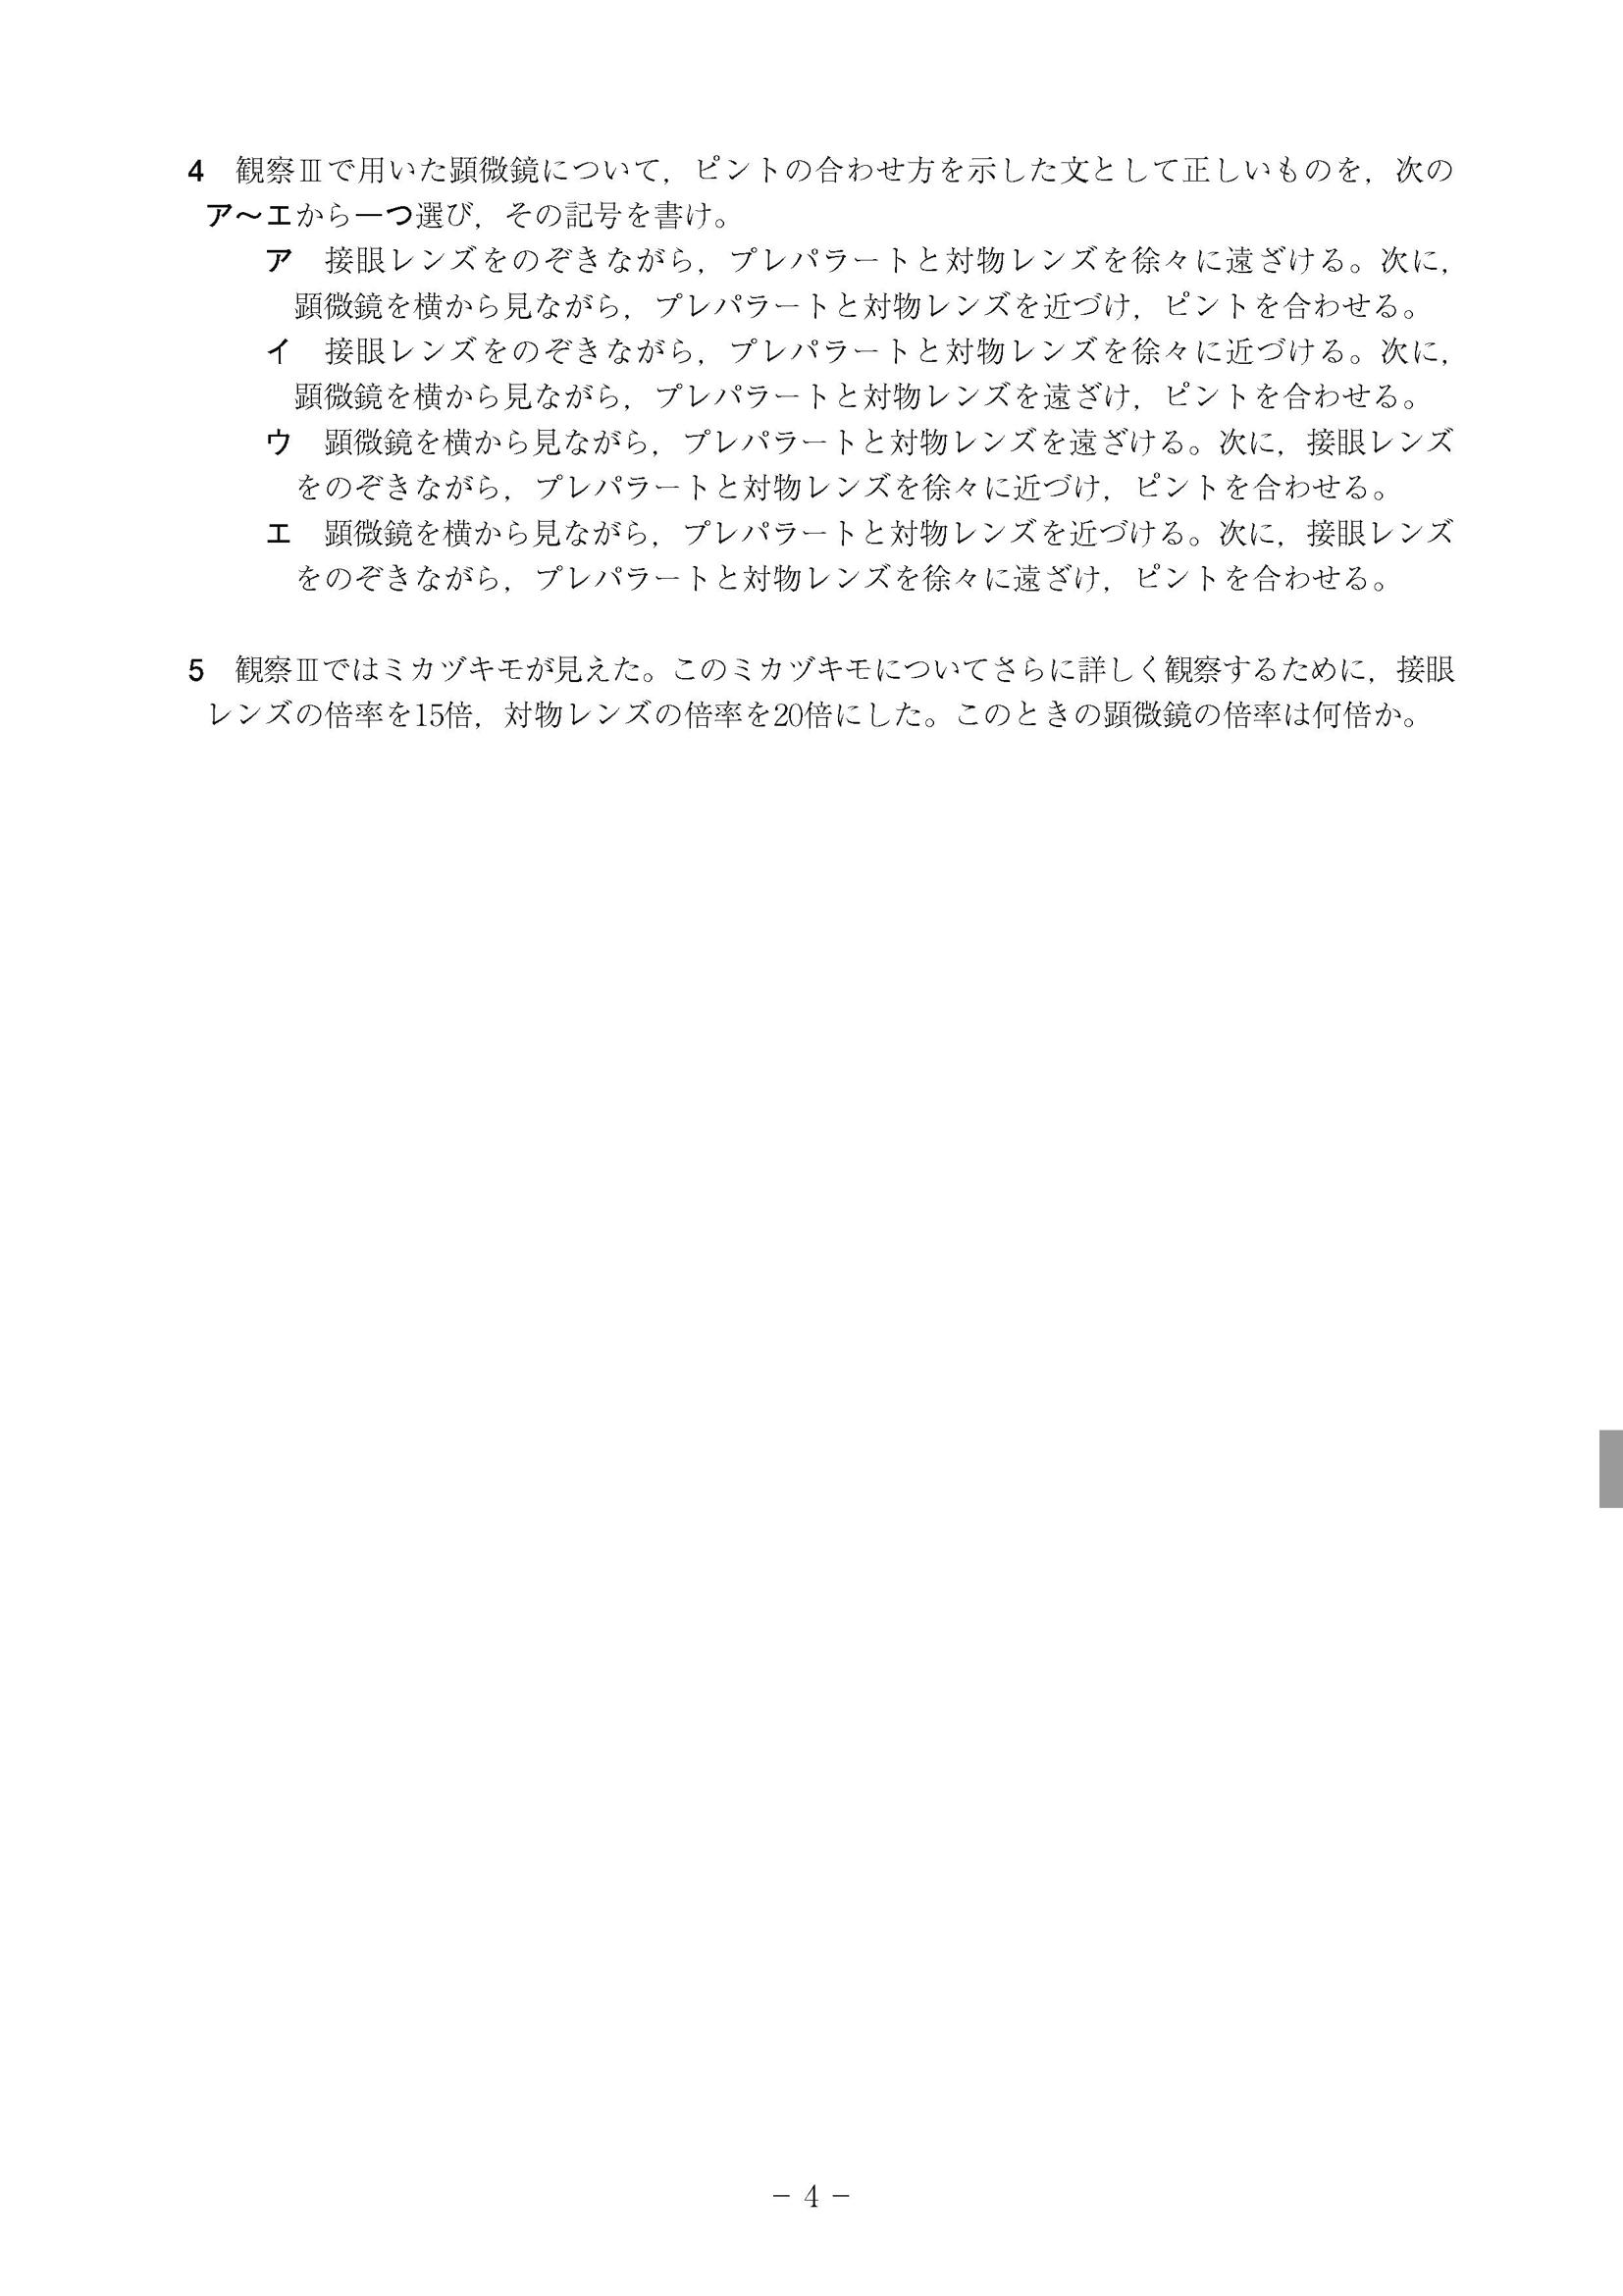 4　観察Ⅲで用いた顕微鏡について，ピントの合わせ方を示した文として正しいものを，次の
ア～エから一つ選び，その記号を書け。
ア　接眼レンズをのぞきながら，プレパラートと対物レンズを徐々に遠ざける。次に，
顕微鏡を横から見ながら，プレパラートと対物レンズを近づけ，ピントを合わせる。
イ　接眼レンズをのぞきながら，プレパラートと対物レンズを徐々に近づける。次に，
顕微鏡を横から見ながら，プレパラートと対物レンズを遠ざけ，ピントを合わせる。
ウ　顕微鏡を横から見ながら，プレパラートと対物レンズを遠ざける。次に，接眼レンズ
をのぞきながら，プレパラートと対物レンズを徐々に近づけ，ピントを合わせる。
エ　顕微鏡を横から見ながら，プレパラートと対物レンズを近づける。次に，接眼レンズ
をのぞきながら，プレパラートと対物レンズを徐々に遠ざけ，ピントを合わせる。
5　観察Ⅲではミカヅキモが見えた。このミカヅキモについてさらに詳しく観察するために，接眼
レンズの倍率を15倍，対物レンズの倍率を20倍にした。このときの顕微鏡の倍率は何倍か。
－ 4 －